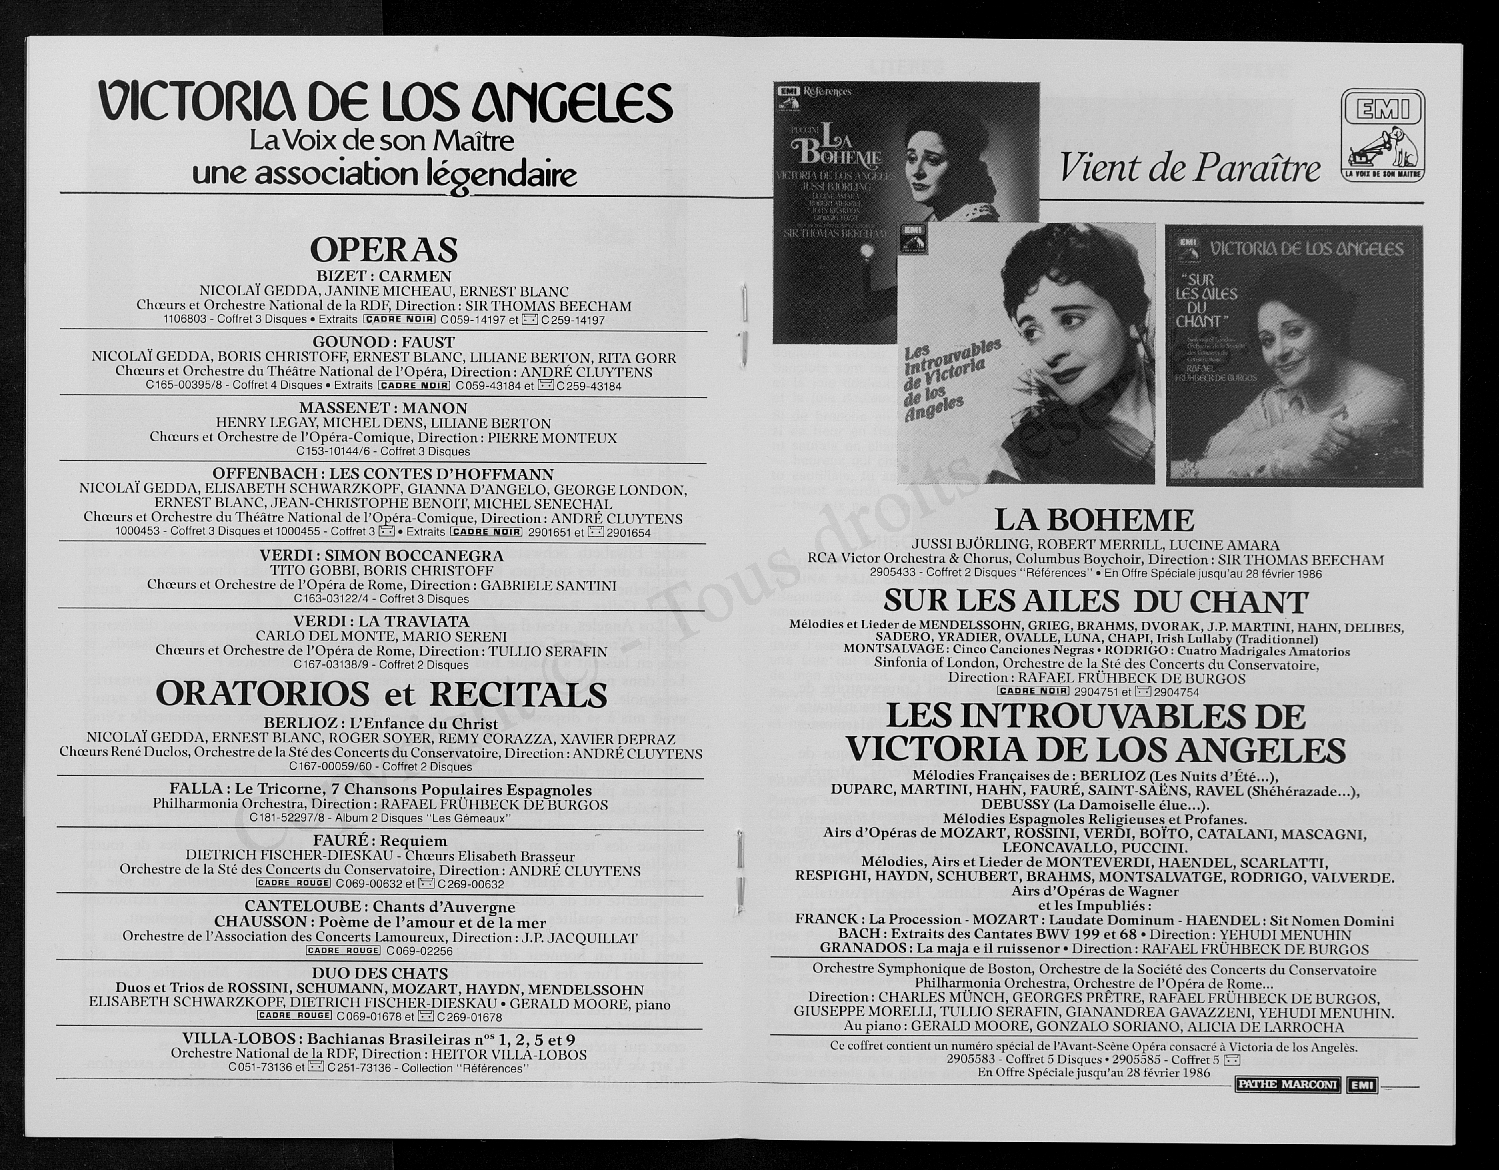 VICTORIA DE LOS ANGELES
La Voix de son Maître
une association légendaire
OPERAS
BIZET : CARMEN
NICOLAÏ GEDDA, JANINE MICHEAU, ERNEST BLANC
Chœurs et Orchestre National de la RDF, Direction : SIR THOMAS BEECHAM
1106803 - Coffret 3 Disques • Extraits CADRE NOIR C 059-14197 et C 259-14197
GOUNOD : FAUST
NICOLAÏ GEDDA, BORIS CHRISTOFF, ERNEST BLANC, LILIANE BERTON, RITA GORR
Chœurs et Orchestre du Théâtre National de l'Opéra, Direction : ANDRÉ CLUYTENS
C 165-00395/8 - Coffret 4 Disques • Extraits CADRE NOIR C 059-43184 et C 259-43184
MASSENET : MANON
HENRY LEGAY, MICHEL DENS, LILIANE BERTON
Chœurs et Orchestre de l'Opéra-Comique, Direction : PIERRE MONTEUX
C 153-10144/6 - Coffret 3 Disques
OFFENBACH : LES CONTES D'HOFFMANN
NICOLAÏ GEDDA, ELISABETH SCHWARZKOPF, GIANNA D'ANGELO, GEORGE LONDON,
ERNEST BLANC, JEAN-CHRISTOPHE BENOIT, MICHEL SENECHAL
Chœurs et Orchestre du Théâtre National de l'Opéra-Comique, Direction : ANDRÉ CLUYTENS
1000453 - Coffret 3 Disques et 1000455 - Coffret 3 • Extraits CADRE NOIR 2901651 et 2901654
VERDI : SIMON BOCCANEGRA
TITO GOBBI, BORIS CHRISTOFF
Chœurs et Orchestre de l'Opéra de Rome, Direction : GABRIELE SANTINI
C 163-03122/4 - Coffret 3 Disques
VERDI : LA TRAVIATA
CARLO DEL MONTE, MARIO SERENI
Chœurs et Orchestre de l'Opéra de Rome, Direction : TULLIO SERAFIN
C 167-03138/9 - Coffret 2 Disques
ORATORIOS et RECITALS
BERLIOZ : L'Enfance du Christ
NICOLAÏ GEDDA, ERNEST BLANC, ROGER SOYER, REMY CORAZZA, XAVIER DEPRAZ
Chœurs René Duclos, Orchestre de la Sté des Concerts du Conservatoire, Direction : ANDRÉ CLUYTENS
C 167-00059/60 - Coffret 2 Disques
FALLA : Le Tricorne, 7 Chansons Populaires Espagnoles
Philharmonia Orchestra, Direction : RAFAEL FRÜHBECK DE BURGOS
C 181-52297/8 - Album 2 Disques "Les Gémeaux"
FAURÉ : Requiem
DIETRICH FISCHER-DIESKAU - Chœurs Elisabeth Brasseur
Orchestre de la Sté des Concerts du Conservatoire, Direction : ANDRÉ CLUYTENS
CADRE ROUGE C 069-00632 et C 269-00632
CANTELOUBE : Chants d'Auvergne
CHAUSSON : Poème de l'amour et de la mer
Orchestre de l'Association des Concerts Lamoureux, Direction : J.P. JACQUILLAT
CADRE ROUGE C 069-02256
DUO DES CHATS
Duos et Trios de ROSSINI, SCHUMANN, MOZART, HAYDN, MENDELSSOHN
ELISABETH SCHWARZKOPF, DIETRICH FISCHER-DIESKAU • GERALD MOORE, piano
CADRE ROUGE C 069-01678 et C 269-01678
VILLA-LOBOS : Bachianas Brasileiras nos 1, 2, 5 et 9
Orchestre National de la RDF, Direction : HEITOR VILLA-LOBOS
C 051-73136 et C 251-73136 - Collection "Références"
EMI Références
PUCCINI
LA BOHEME
VICTORIA DE LOS ANGELES
JUSSI BJÖRLING
LUCINE AMARA
ROBERT MERRILL
GIORGIO TOZZI
SIR THOMAS BEECHAM
Vient de Paraître
EMI
LA VOIX DE SON MAITRE
EMI
Les
Introuvables
de Victoria
de los
Angeles
EMI VICTORIA DE LOS ANGELES
"SUR
LES AILES
DU
CHANT"
RAFAEL
FRÜHBECK DE BURGOS
LA BOHEME
JUSSI BJÖRLING, ROBERT MERRILL, LUCINE AMARA
RCA Victor Orchestra & Chorus, Columbus Boychoir, Direction : SIR THOMAS BEECHAM
2905433 - Coffret 2 Disques "Références" • En Offre Spéciale jusqu'au 28 février 1986
SUR LES AILES DU CHANT
Mélodies et Lieder de MENDELSSOHN, GRIEG, BRAHMS, DVORAK, J.P. MARTINI, HAHN, DELIBES,
SADERO, YRADIER, OVALLE, LUNA, CHAPI, Irish Lullaby (Traditionnel)
MONTSALVAGE : Cinco Canciones Negras • RODRIGO : Cuatro Madrigales Amatorios
Sinfonia of London, Orchestre de la Sté des Concerts du Conservatoire,
Direction : RAFAEL FRÜHBECK DE BURGOS
CADRE NOIR 2904751 et 2904754
LES INTROUVABLES DE
VICTORIA DE LOS ANGELES
Mélodies Françaises de : BERLIOZ (Les Nuits d'Été...),
DUPARC, MARTINI, HAHN, FAURÉ, SAINT-SAËNS, RAVEL (Shéhérazade...),
DEBUSSY (La Damoiselle élue...).
Mélodies Espagnoles Religieuses et Profanes.
Airs d'Opéras de MOZART, ROSSINI, VERDI, BOÏTO, CATALANI, MASCAGNI,
LEONCAVALLO, PUCCINI.
Mélodies, Airs et Lieder de MONTEVERDI, HAENDEL, SCARLATTI,
RESPIGHI, HAYDN, SCHUBERT, BRAHMS, MONTSALVATGE, RODRIGO, VALVERDE.
Airs d'Opéras de Wagner
et les Impubliés :
FRANCK : La Procession - MOZART : Laudate Dominum - HAENDEL : Sit Nomen Domini
BACH : Extraits des Cantates BWV 199 et 68 • Direction : YEHUDI MENUHIN
GRANADOS : La maja e il ruissenor • Direction : RAFAEL FRÜHBECK DE BURGOS
Orchestre Symphonique de Boston, Orchestre de la Société des Concerts du Conservatoire
Philharmonia Orchestra, Orchestre de l'Opéra de Rome...
Direction : CHARLES MÜNCH, GEORGES PRÊTRE, RAFAEL FRÜHBECK DE BURGOS,
GIUSEPPE MORELLI, TULLIO SERAFIN, GIANANDREA GAVAZZENI, YEHUDI MENUHIN.
Au piano : GERALD MOORE, GONZALO SORIANO, ALICIA DE LARROCHA
Ce coffret contient un numéro spécial de l'Avant-Scène Opéra consacré à Victoria de los Angelès.
2905583 - Coffret 5 Disques • 2905585 - Coffret 5
En Offre Spéciale jusqu'au 28 février 1986
PATHE MARCONI EMI